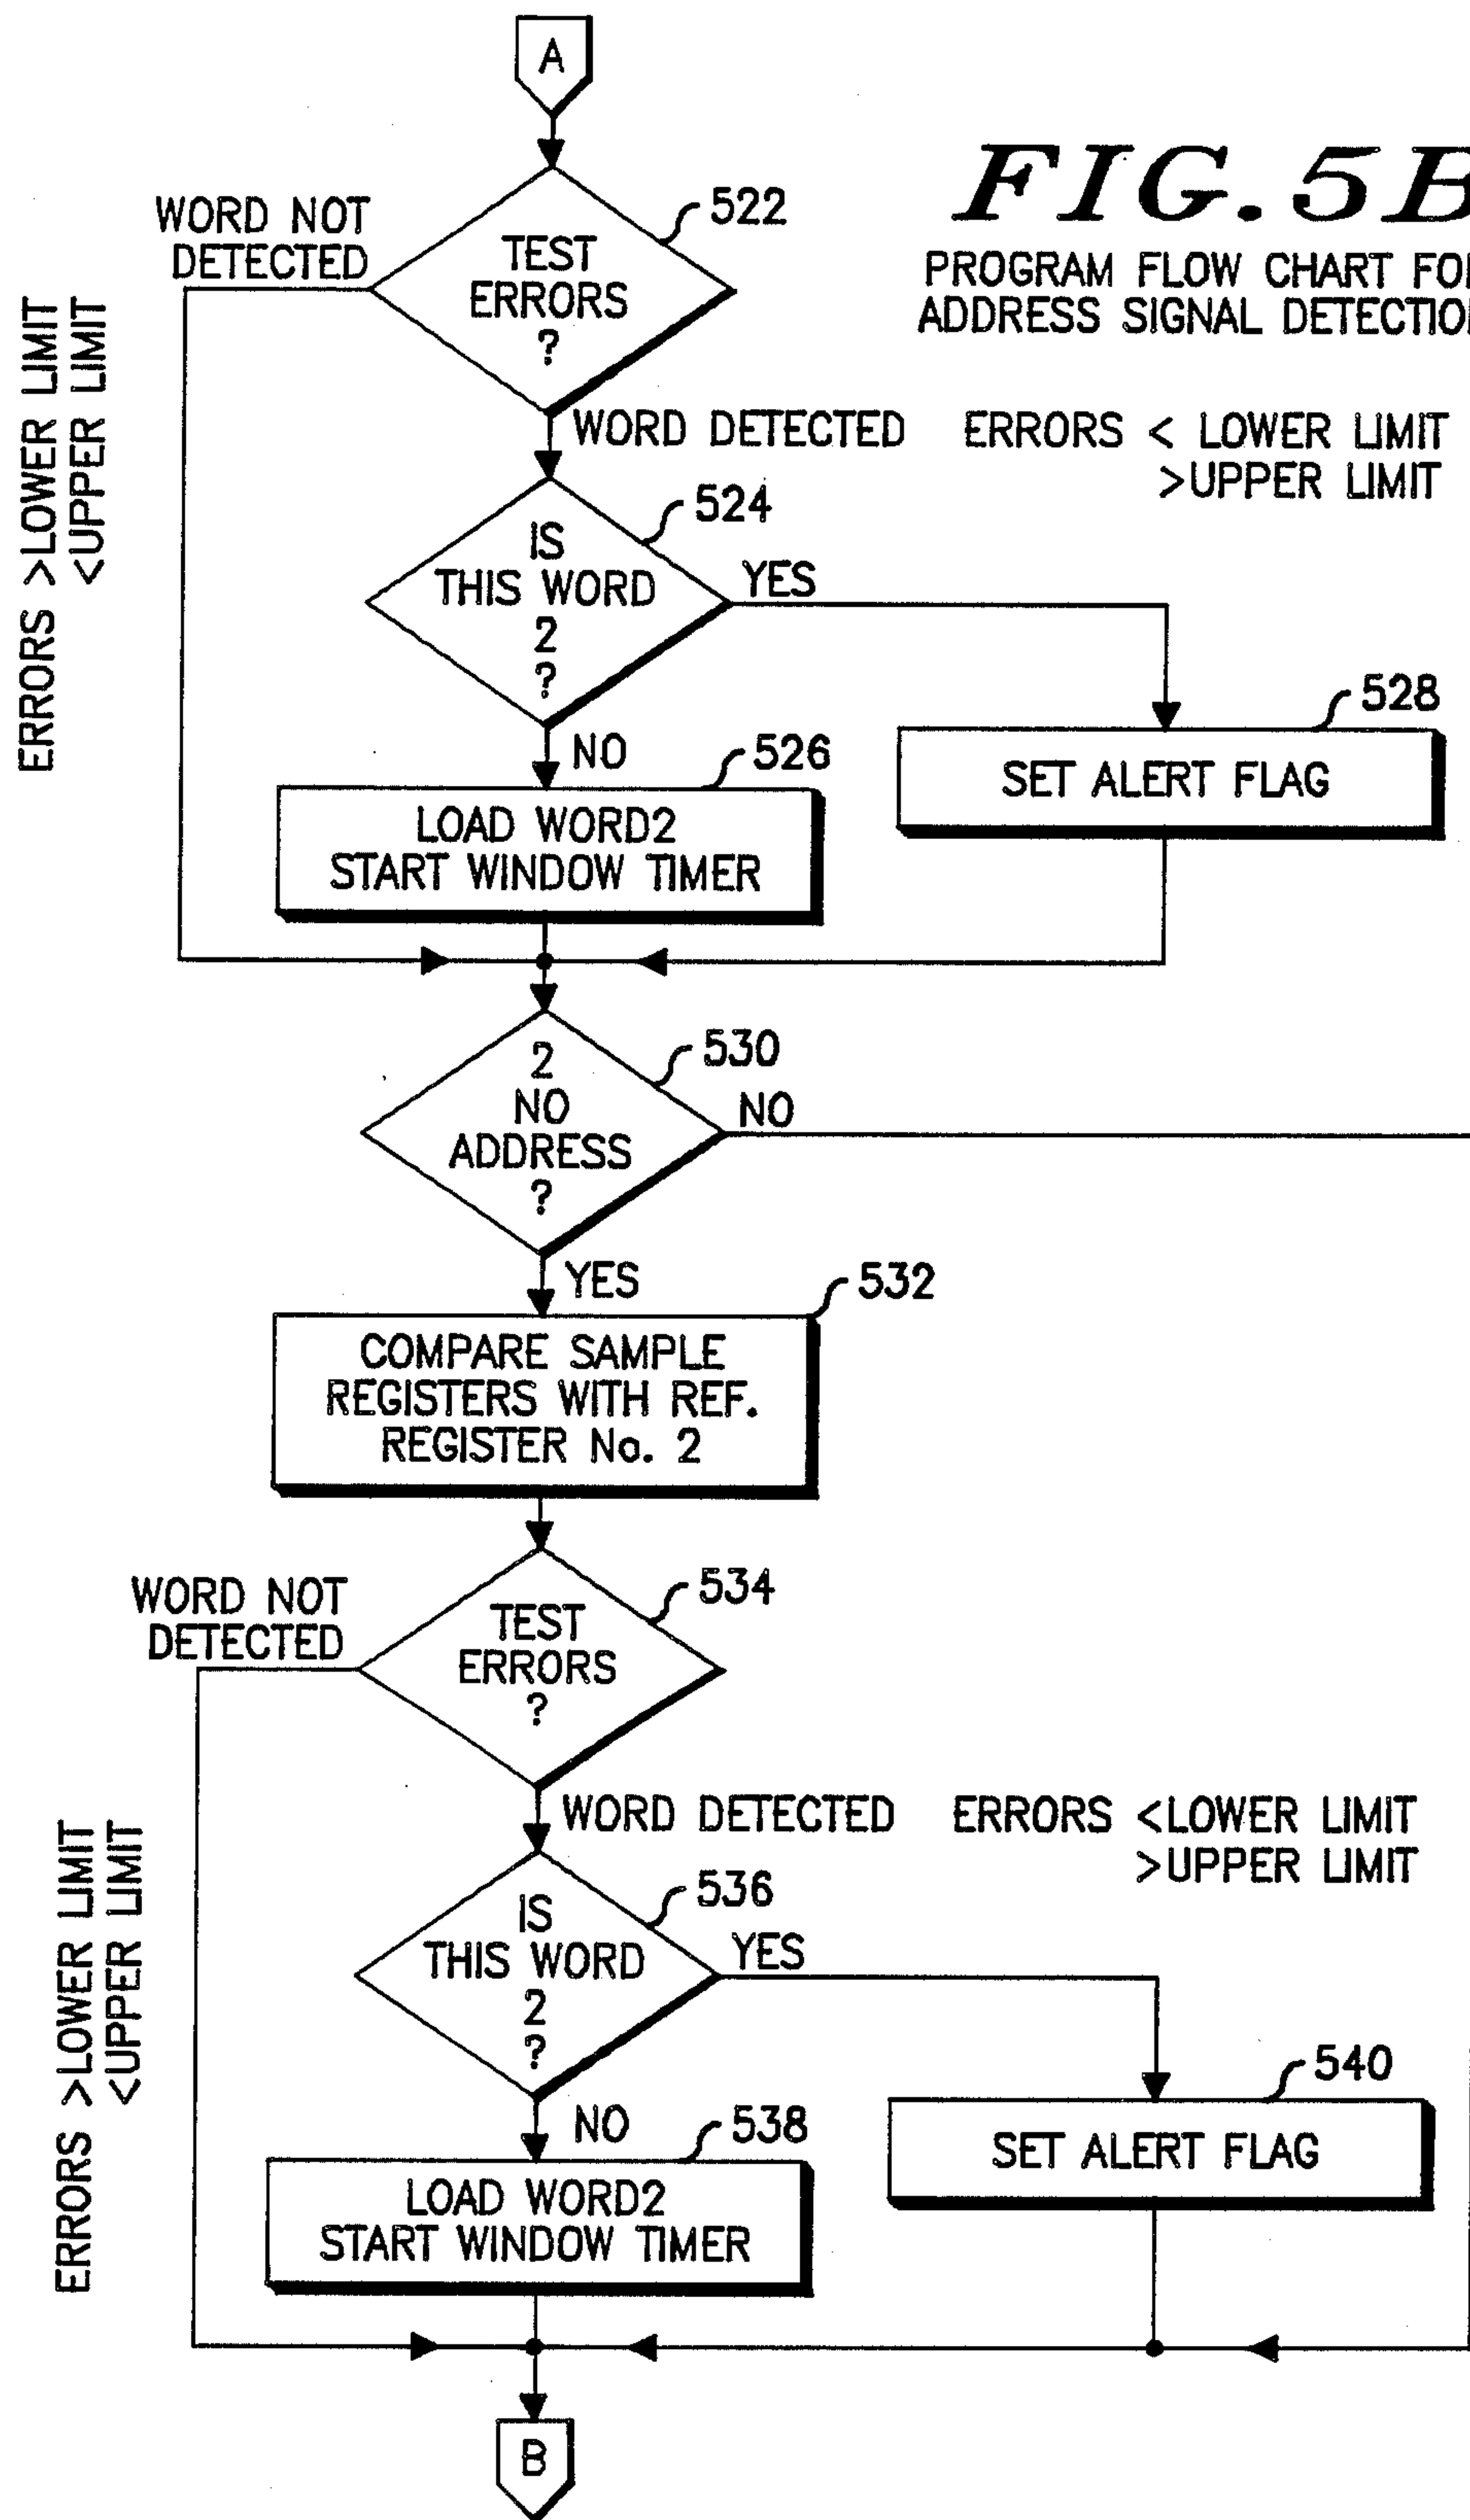 A
FIG. 5B
PROGRAM FLOW CHART FO
ADDRESS SIGNAL DETECTIO
522
WORD NOT
DETECTED
TEST
ERRORS
?
ERRORS >LOWER LIMIT
<UPPER LIMIT
WORD DETECTED
ERRORS < LOWER LIMIT
>UPPER LIMIT
524
IS
THIS WORD
2
?
YES
528
SET ALERT FLAG
NO
526
LOAD WORD2
START WINDOW TIMER
530
2
NO
ADDRESS
?
NO
YES
532
COMPARE SAMPLE
REGISTERS WITH REF.
REGISTER No. 2
534
WORD NOT
DETECTED
TEST
ERRORS
?
ERRORS >LOWER LIMIT
<UPPER LIMIT
WORD DETECTED
ERRORS <LOWER LIMIT
>UPPER LIMIT
536
IS
THIS WORD
2
?
YES
540
SET ALERT FLAG
NO
538
LOAD WORD2
START WINDOW TIMER
B